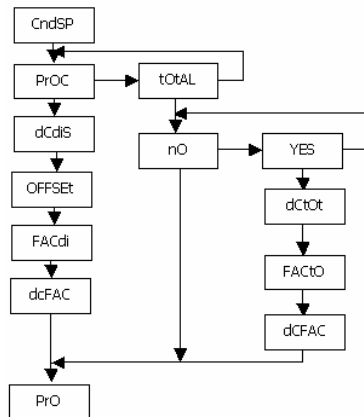 CndSP
PrOC
tOtAL
dCdiS
nO
YES
OFFSEt
dCtOt
FACdi
FACtO
dcFAC
dCFAC
PrO